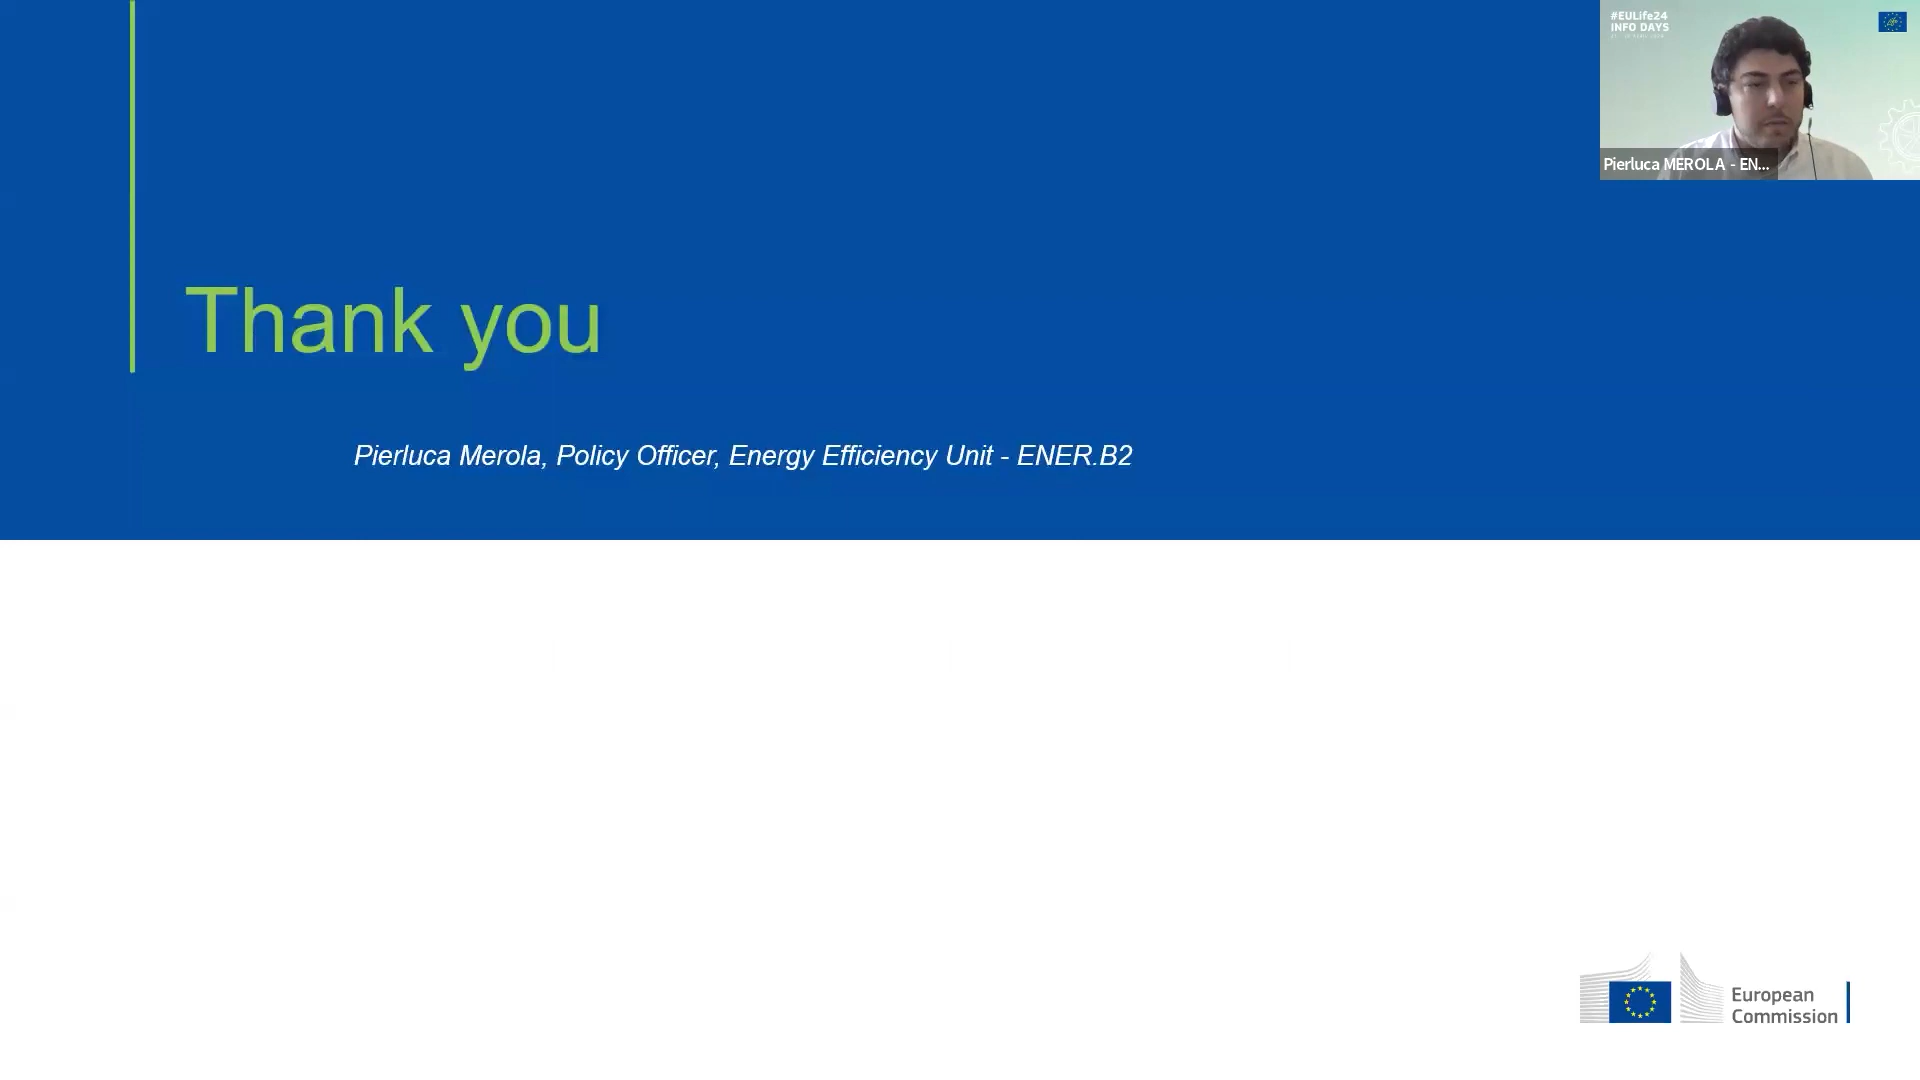 #EULife24
INFO DAYS
Pierluca MEROLA - EN...
Thank you
Pierluca Merola, Policy Officer, Energy Efficiency Unit - ENER.B2
European
Commission